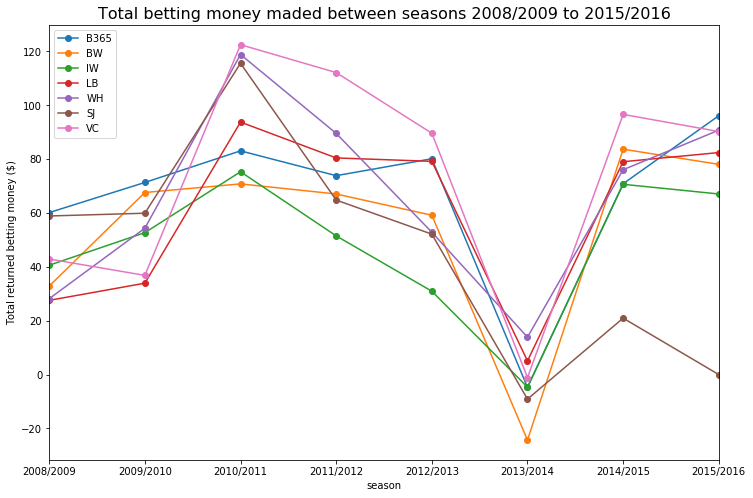 Total betting money maded between seasons 2008/2009 to 2015/2016
B365
BW
IW
LB
WH
SJ
VC
Total returned betting money ($)
120
100
80
60
40
20
0
−20
2008/2009 2009/2010 2010/2011 2011/2012 2012/2013 2013/2014 2014/2015 2015/2016
season